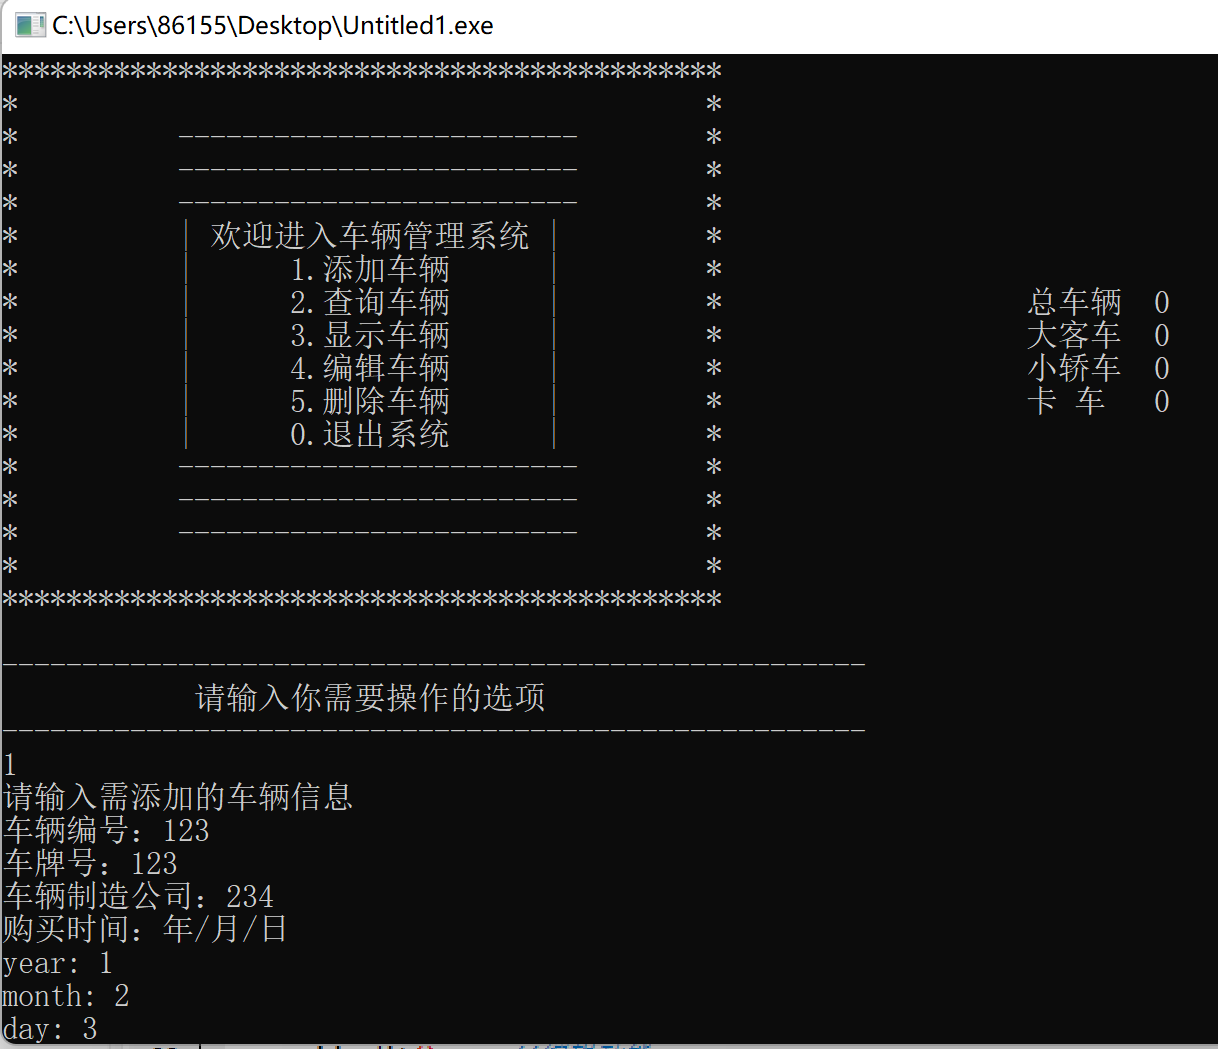 C:\Users\86155\Desktop\Untitled1.exe
*********************************************
* *
* ------------------------- *
* ------------------------- *
* ------------------------- *
* | 欢迎进入车辆管理系统 | *
* | 1.添加车辆 | *
* | 2.查询车辆 | * 总车辆 0
* | 3.显示车辆 | * 大客车 0
* | 4.编辑车辆 | * 小轿车 0
* | 5.删除车辆 | * 卡 车 0
* | 0.退出系统 | *
* ------------------------- *
* ------------------------- *
* ------------------------- *
* *
*********************************************
------------------------------------------------------
请输入你需要操作的选项
------------------------------------------------------
1
请输入需添加的车辆信息
车辆编号：123
车牌号：123
车辆制造公司：234
购买时间：年/月/日
year: 1
month: 2
day: 3